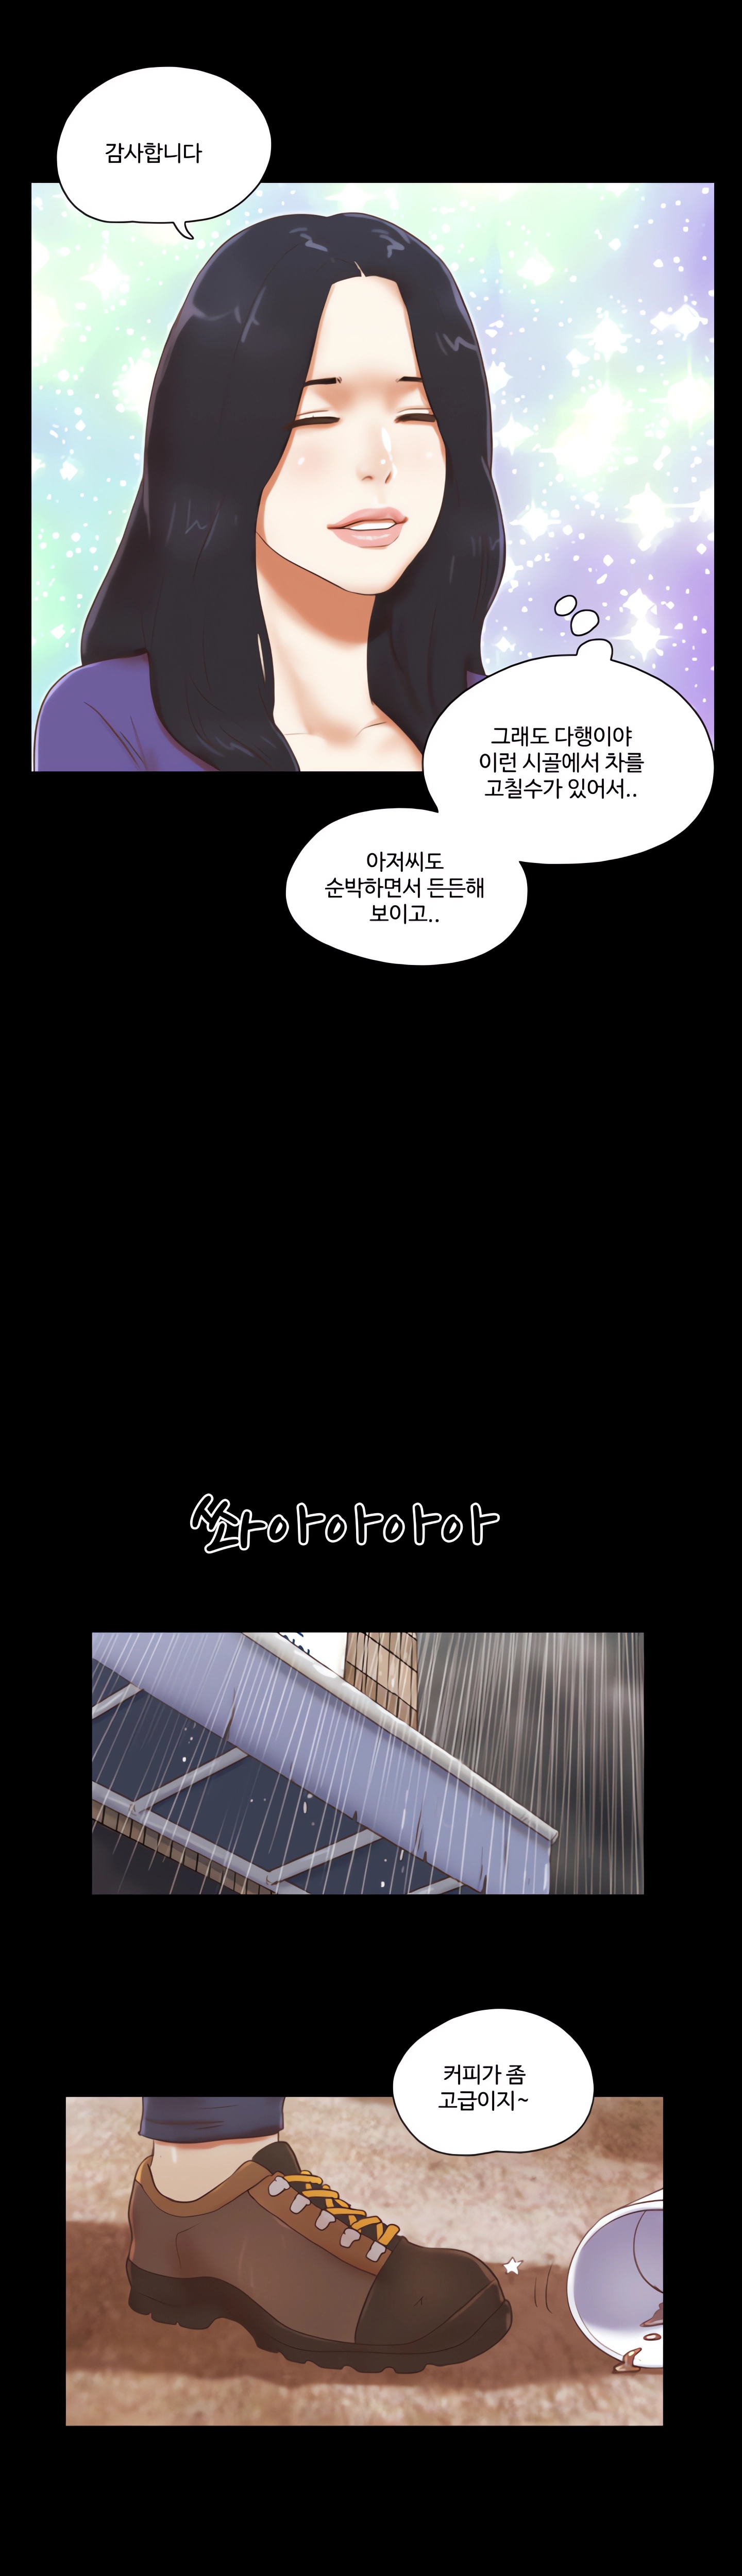 감사합니다
그래도 다행이야
이런 시골에서 차를
고칠수가 있어서..
아저씨도
순박하면서 든든해
보이고..
쏴아아아아아
커피가 좀
고급이지~